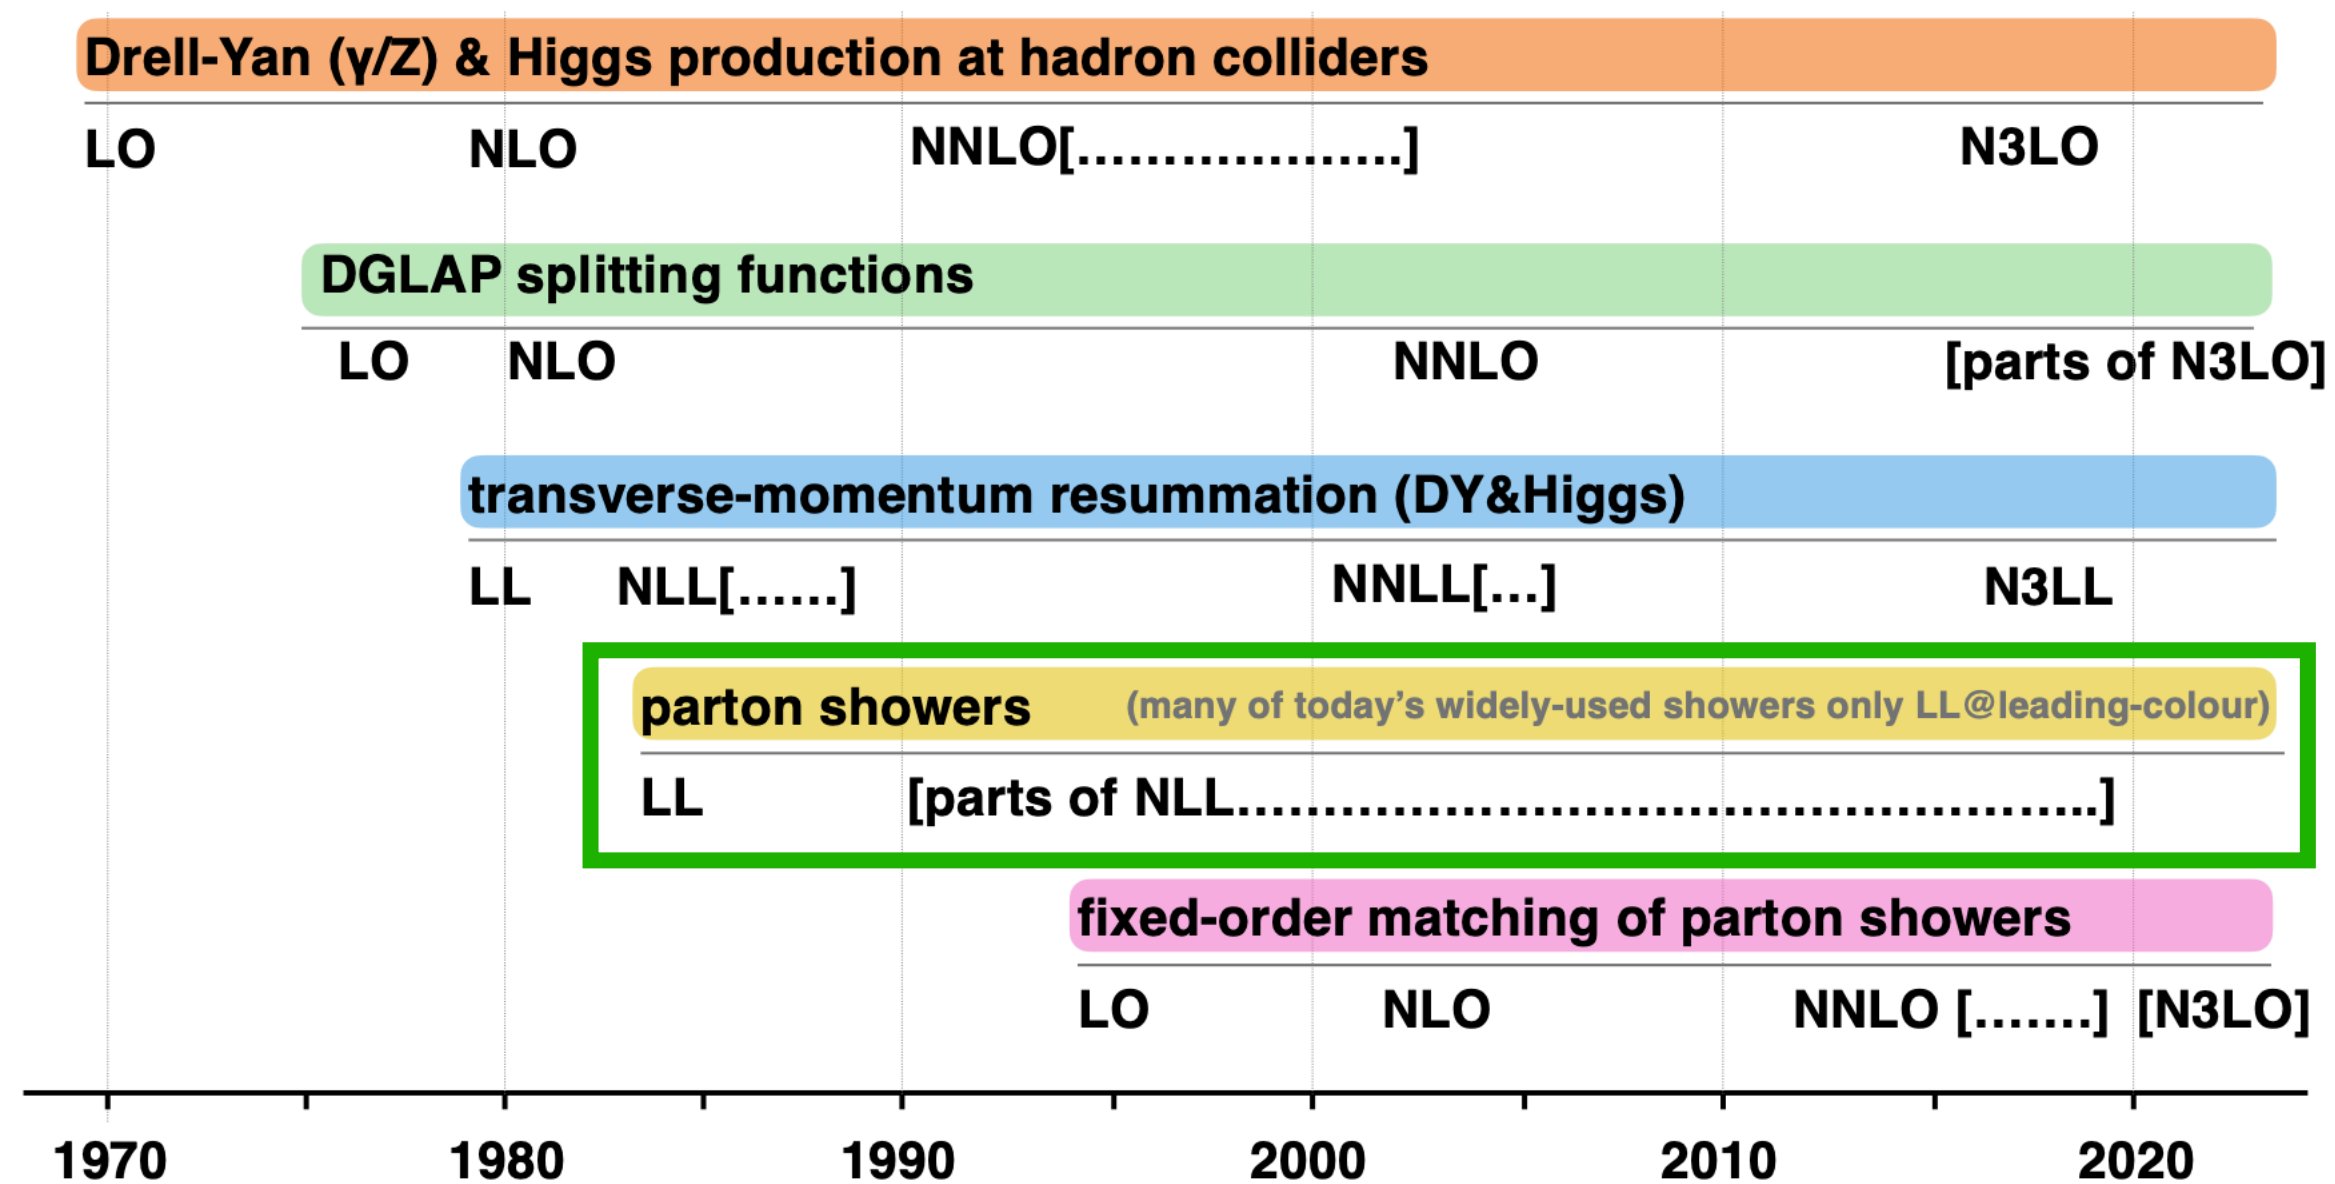 Drell-Yan (γ/Z) & Higgs production at hadron colliders
LO NLO NNLO[...................] N3LO
DGLAP splitting functions
LO NLO NNLO [parts of N3LO]
transverse-momentum resummation (DY&Higgs)
LL NLL[......] NNLL[...] N3LL
parton showers (many of today's widely-used showers only LL@leading-colour)
LL [parts of NLL..................................................]
fixed-order matching of parton showers
LO NLO NNLO [.......] [N3LO]
1970 1980 1990 2000 2010 2020